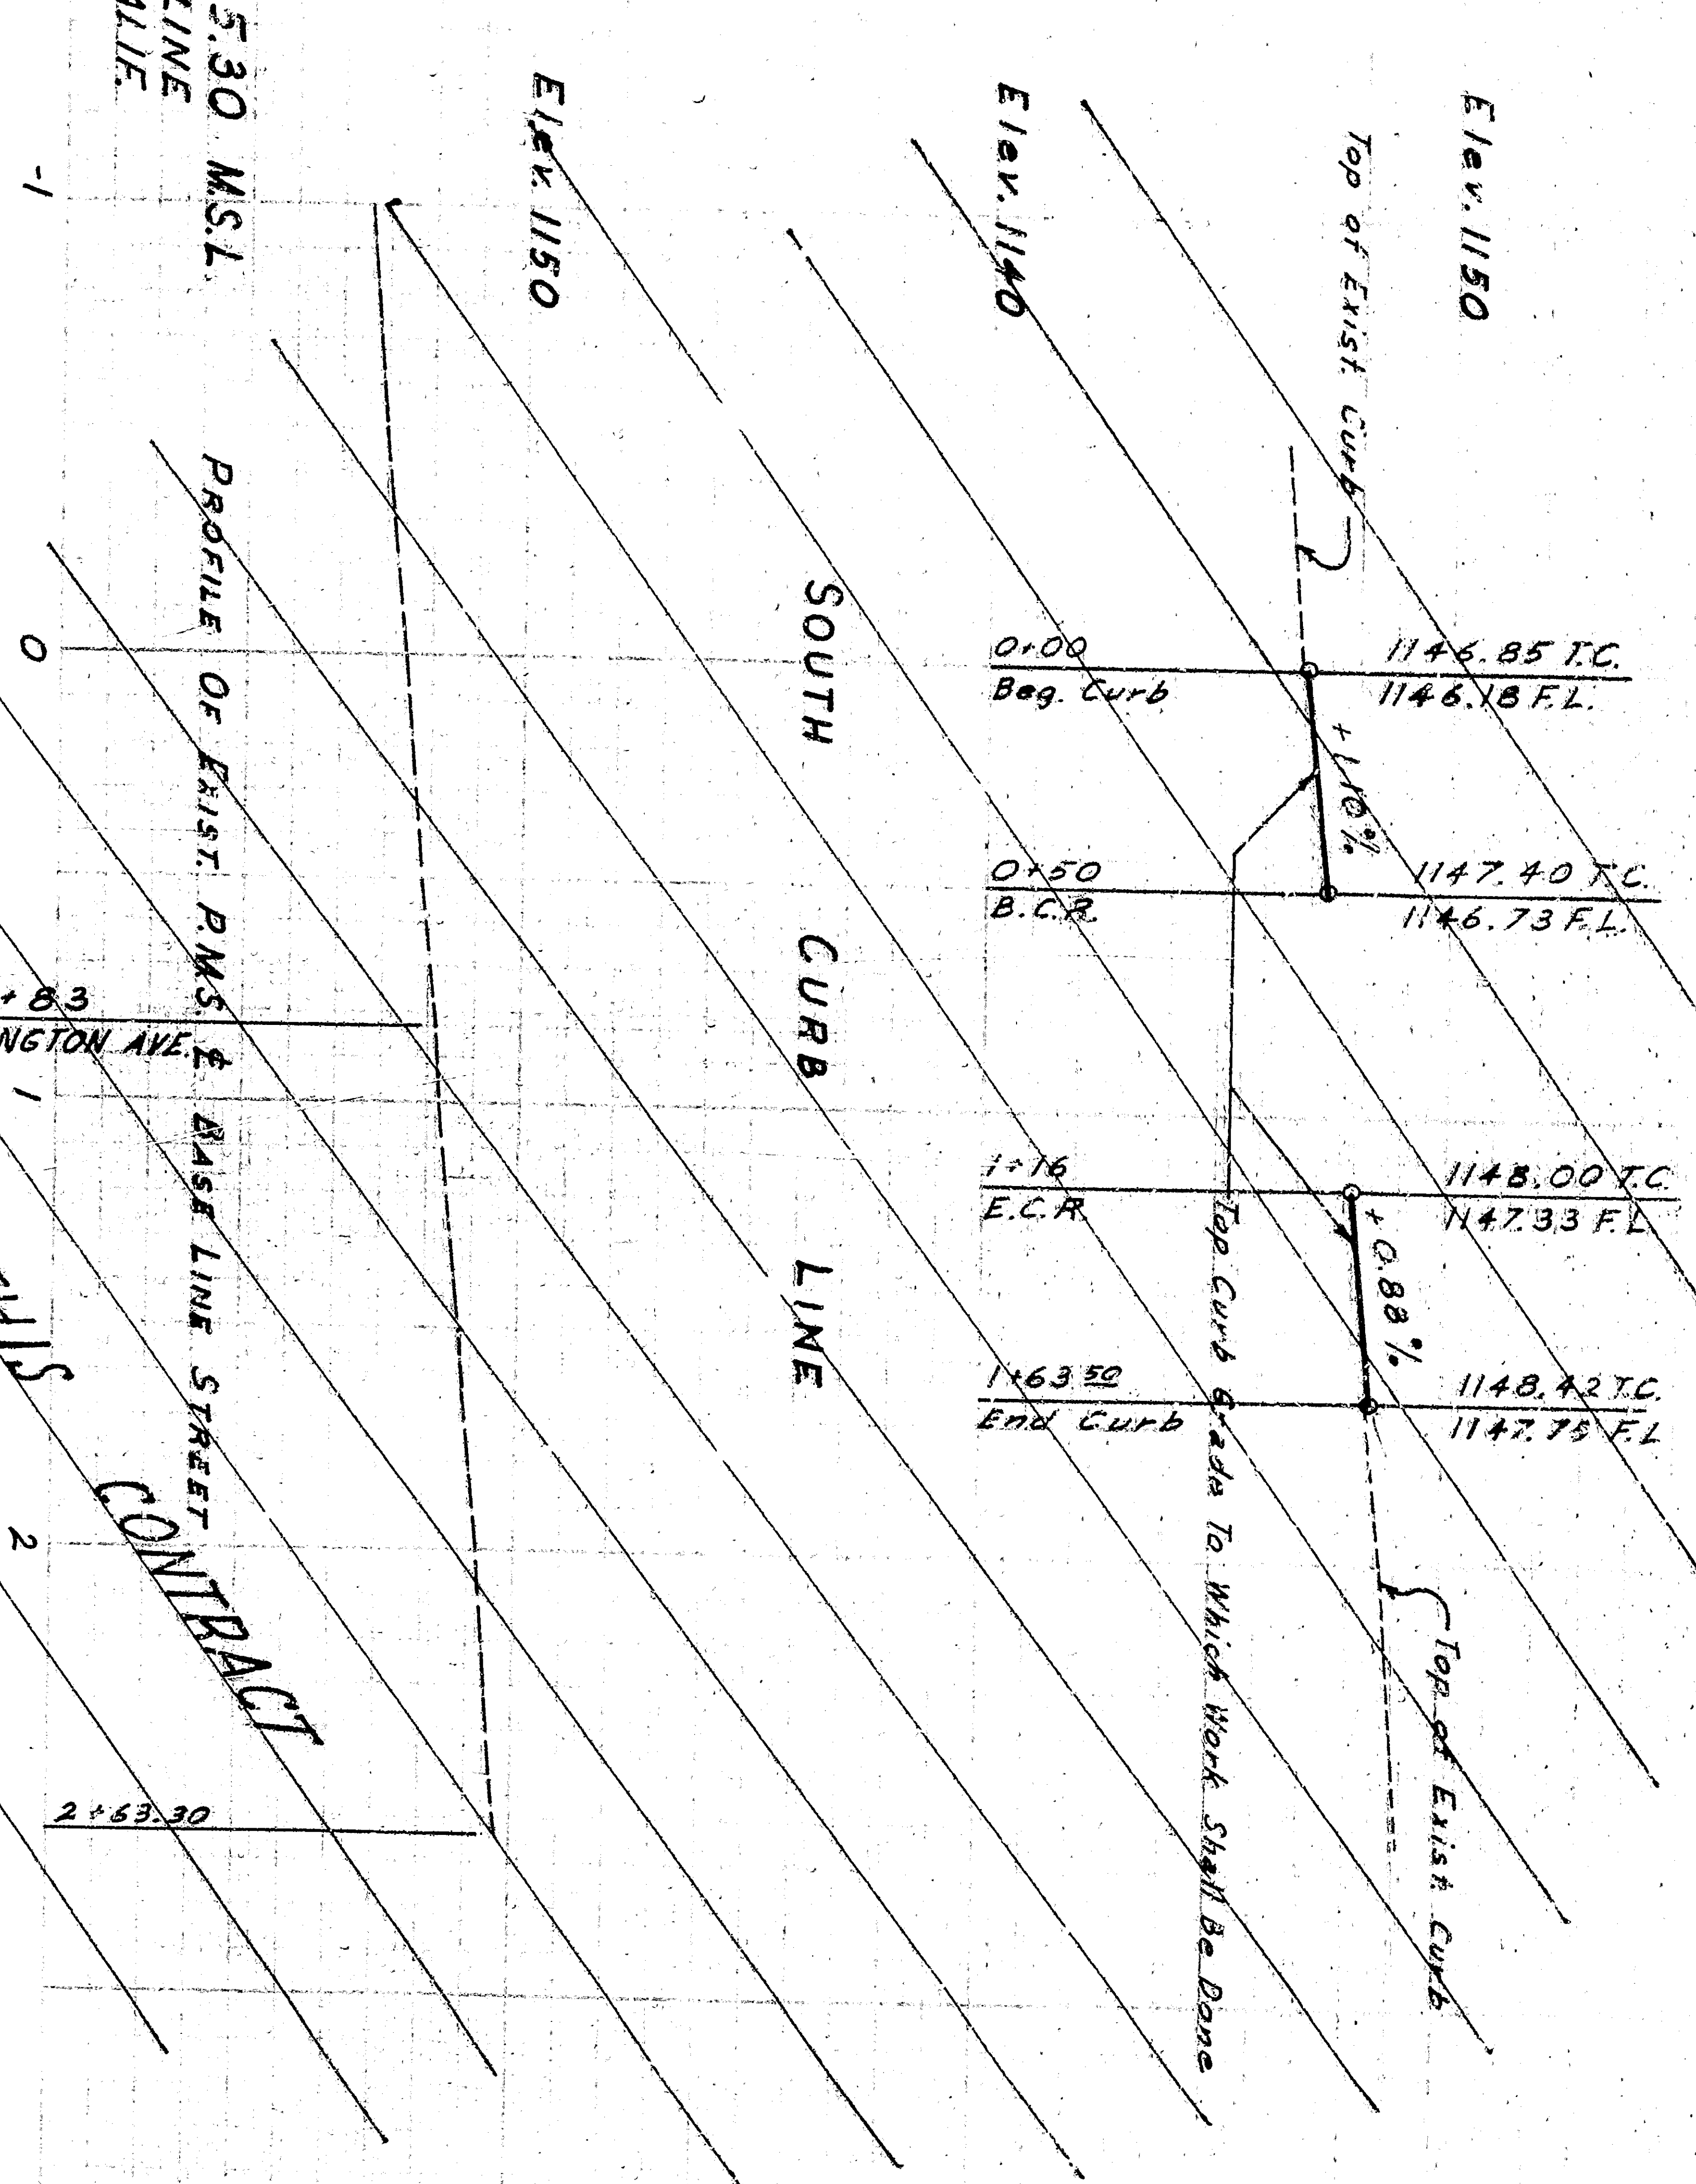 5.30 M.S.L.
LINE
ALIF.
Elev. 1150
Elev. 1140
Elev. 1150
Top of Exist. Curb
-1
0
1
2
PROFILE OF EXIST. P.M.S. ℄ BASE LINE STREET
SOUTH CURB LINE
0+00
Beg. Curb
1146.85 T.C.
1146.18 F.L.
+1.10%
0+50
B.C.R.
1147.40 T.C.
1146.73 F.L.
+83
NGTON AVE.
1+16
E.C.R.
1148.00 T.C.
1147.33 F.L.
+0.88%
1+63 50
End Curb
1148.42 T.C.
1147.75 F.L.
Top Curb Grade To Which Work Shall Be Done
Top of Exist. Curb
CONTRACT
2+63.30